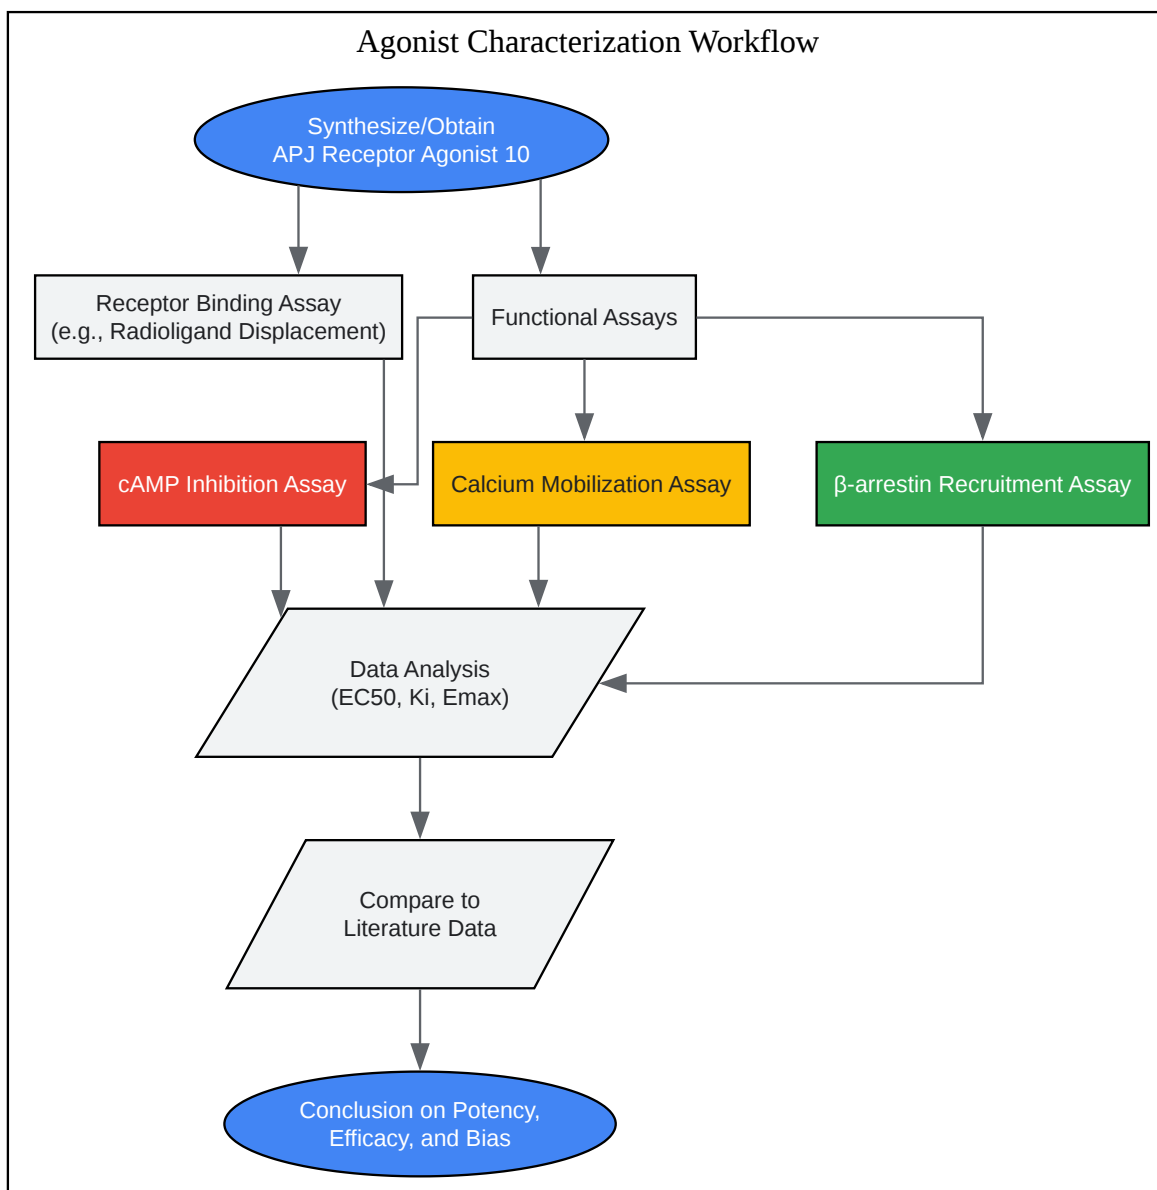 Agonist Characterization Workflow
Synthesize/Obtain
APJ Receptor Agonist 10
Receptor Binding Assay
(e.g., Radioligand Displacement)
Functional Assays
cAMP Inhibition Assay
Calcium Mobilization Assay
β-arrestin Recruitment Assay
Data Analysis
(EC50, Ki, Emax)
Compare to
Literature Data
Conclusion on Potency,
Efficacy, and Bias